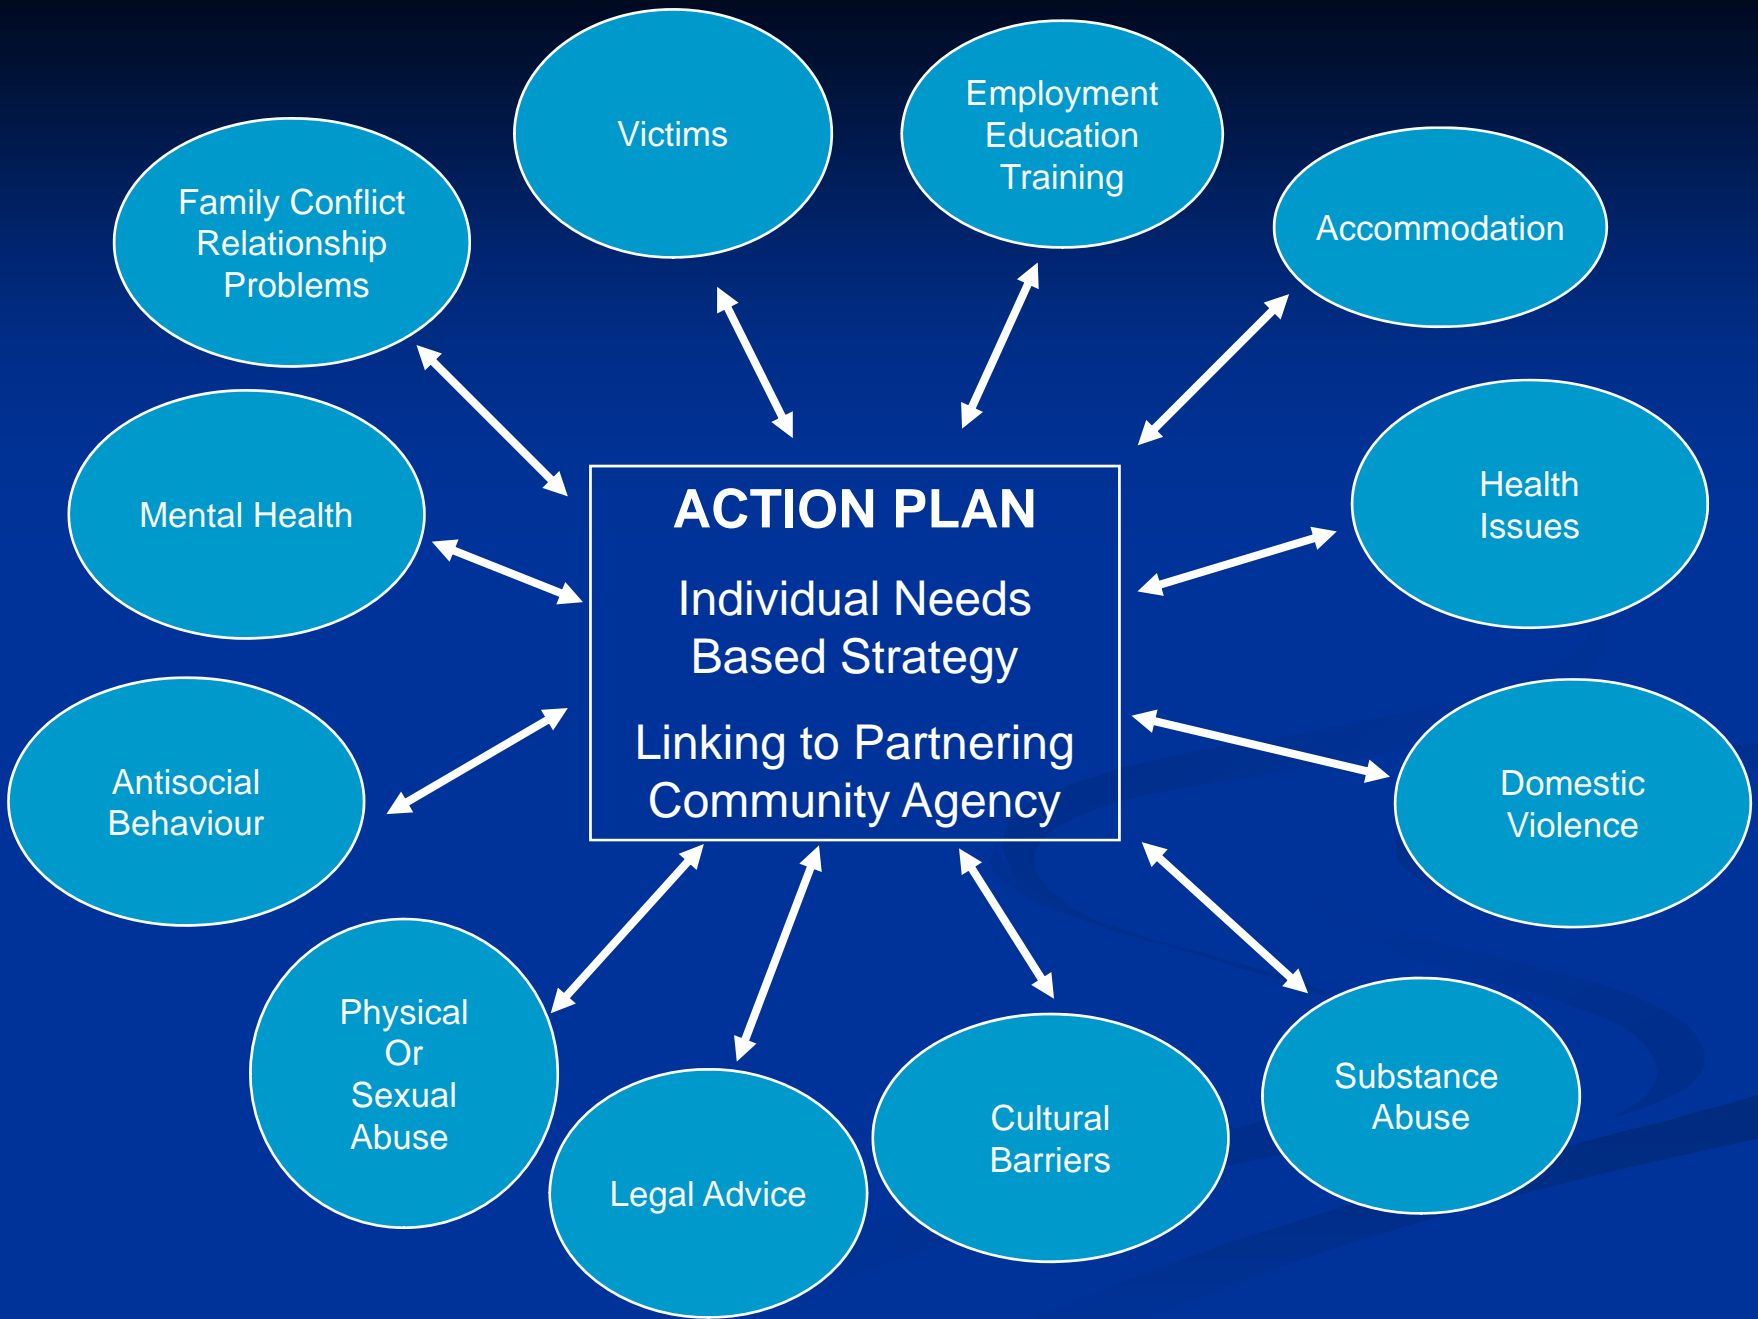 Victims
Employment
Education
Training
Family Conflict
Relationship
Problems
Accommodation
Mental Health
Health
Issues
ACTION PLAN
Individual Needs
Based Strategy
Linking to Partnering
Community Agency
Antisocial
Behaviour
Domestic
Violence
Physical
Or
Sexual
Abuse
Legal Advice
Cultural
Barriers
Substance
Abuse